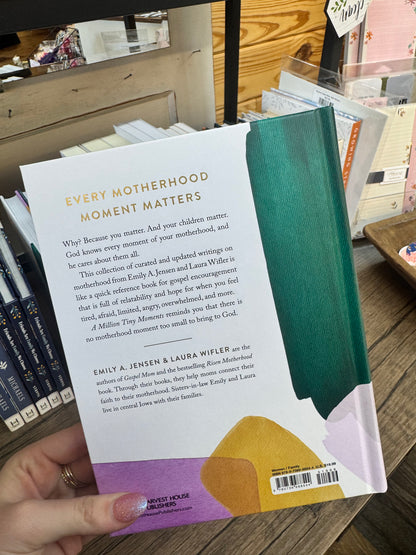 EVERY MOTHERHOOD
MOMENT MATTERS
Why? Because you matter. And your children matter.
God knows every moment of your motherhood, and
he cares about them all.
This collection of curated and updated writings on
motherhood from Emily A. Jensen and Laura Wifler is
like a quick reference book for gospel encouragement
that is full of relatability and hope for when you feel
tired, afraid, limited, angry, overwhelmed, and more.
A Million Tiny Moments reminds you that there is
no motherhood moment too small to bring to God.
EMILY A. JENSEN & LAURA WIFLER are the
authors of Gospel Mom and the bestselling Risen Motherhood
book. Through their books, they help moms connect their
faith to their motherhood. Sisters-in-law Emily and Laura
live in central Iowa with their families.
HARVEST HOUSE
PUBLISHERS
Women / Family
GROWING
MICHAELS